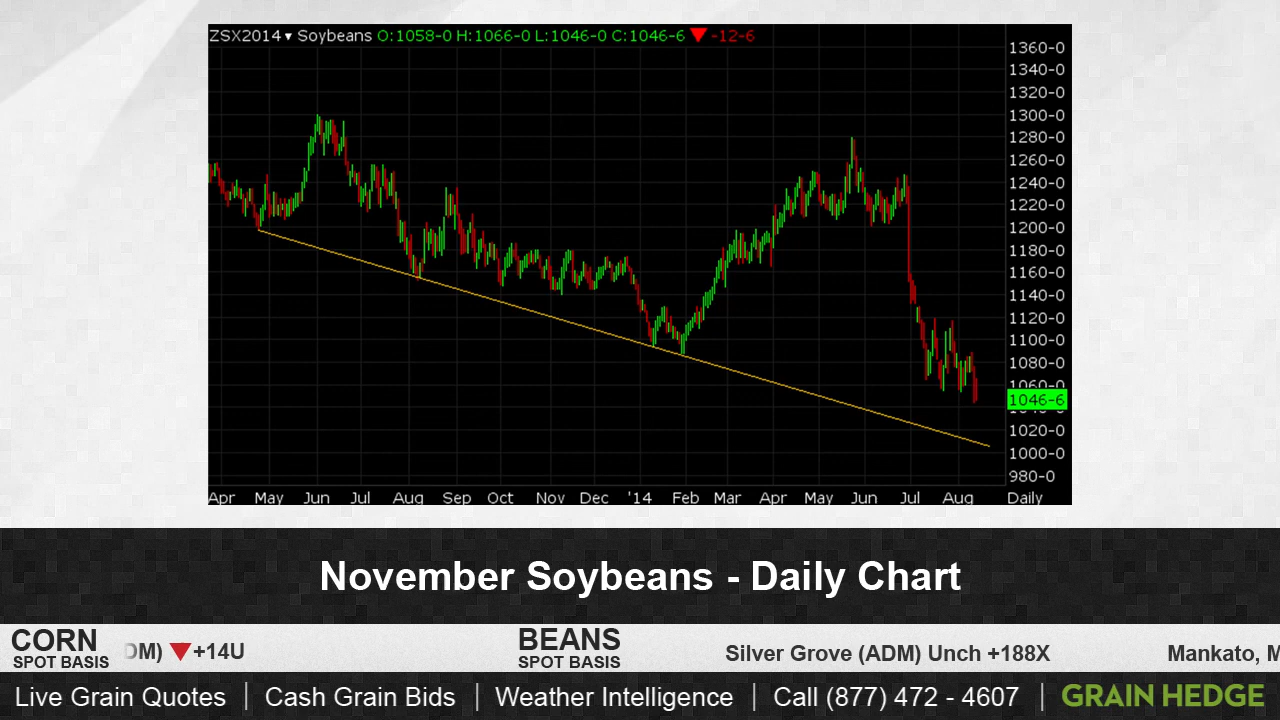 ZSX2014 ▾ Soybeans O:1058-0 H:1066-0 L:1046-0 C:1046-6 ▼ -12-6
1360-0
1340-0
1320-0
1300-0
1280-0
1260-0
1240-0
1220-0
1200-0
1180-0
1160-0
1140-0
1120-0
1100-0
1080-0
1060-0
1046-6
1020-0
1000-0
980-0
Apr May Jun Jul Aug Sep Oct Nov Dec '14 Feb Mar Apr May Jun Jul Aug Daily
November Soybeans - Daily Chart
CORN
SPOT BASIS
DM) ▼+14U
BEANS
SPOT BASIS
Silver Grove (ADM) Unch +188X
Mankato, M
Live Grain Quotes | Cash Grain Bids | Weather Intelligence | Call (877) 472 - 4607 | GRAIN HEDGE